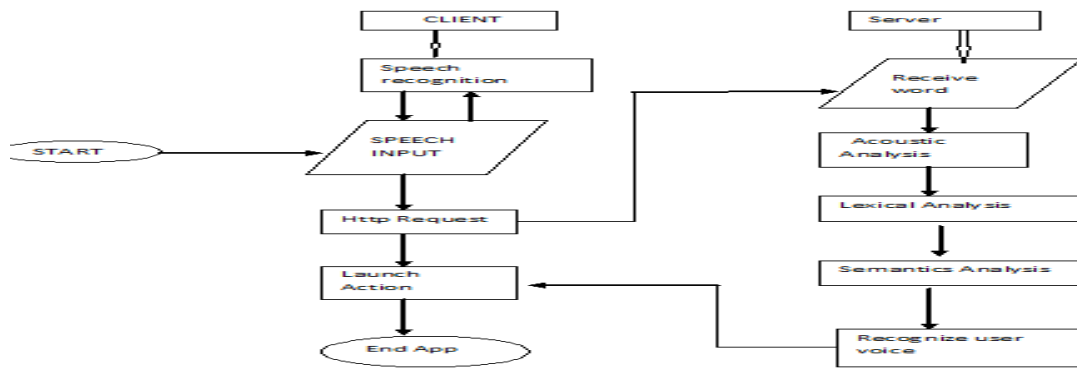 CLIENT
Server
Speech
recognition
Receive
word
START
SPEECH
INPUT
Acoustic
Analysis
Http Request
Lexical Analysis
Launch
Action
Semantics Analysis
End App
Recognize user
voice